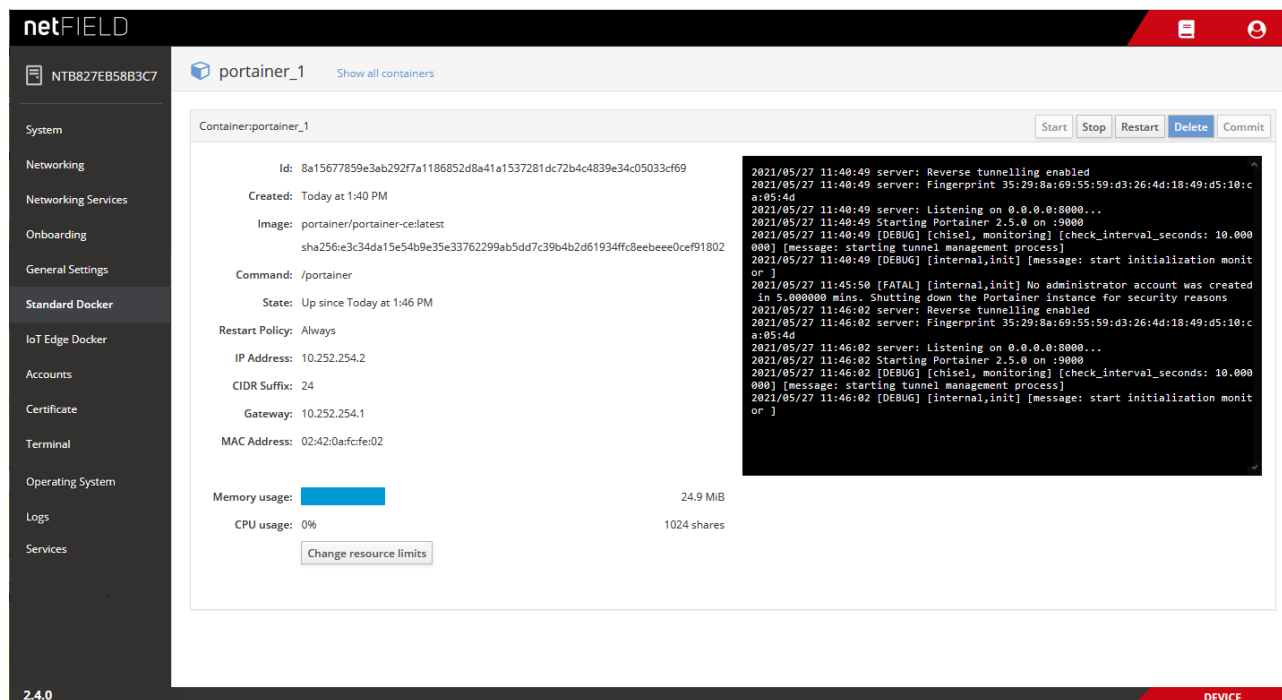 netFIELD
NTB827EB58B3C7
portainer_1
Show all containers
System
Networking
Networking Services
Onboarding
General Settings
Standard Docker
IoT Edge Docker
Accounts
Certificate
Terminal
Operating System
Logs
Services
2.4.0
Container:portainer_1
Start
Stop
Restart
Delete
Commit
Id: 8a15677859e3ab292f7a1186852d8a41a1537281dc72b4c4839e34c05033cf69
Created: Today at 1:40 PM
Image: portainer/portainer-ce:latest
sha256:e3c34da15e54b9e35e33762299ab5dd7c39b4b2d61934ffc8eebeee0cef91802
Command: /portainer
State: Up since Today at 1:46 PM
Restart Policy: Always
IP Address: 10.252.254.2
CIDR Suffix: 24
Gateway: 10.252.254.1
MAC Address: 02:42:0a:fc:fe:02
Memory usage: 24.9 MiB
CPU usage: 0% 1024 shares
Change resource limits
2021/05/27 11:40:49 server: Reverse tunnelling enabled
2021/05/27 11:40:49 server: Fingerprint 35:29:8a:69:55:59:d3:26:4d:18:49:d5:10:c
a:05:4d
2021/05/27 11:40:49 server: Listening on 0.0.0.0:8000...
2021/05/27 11:40:49 Starting Portainer 2.5.0 on :9000
2021/05/27 11:40:49 [DEBUG] [chisel, monitoring] [check_interval_seconds: 10.000
000] [message: starting tunnel management process]
2021/05/27 11:40:49 [DEBUG] [internal,init] [message: start initialization monit
or ]
2021/05/27 11:45:50 [FATAL] [internal,init] No administrator account was created
in 5.000000 mins. Shutting down the Portainer instance for security reasons
2021/05/27 11:46:02 server: Reverse tunnelling enabled
2021/05/27 11:46:02 server: Fingerprint 35:29:8a:69:55:59:d3:26:4d:18:49:d5:10:c
a:05:4d
2021/05/27 11:46:02 server: Listening on 0.0.0.0:8000...
2021/05/27 11:46:02 Starting Portainer 2.5.0 on :9000
2021/05/27 11:46:02 [DEBUG] [chisel, monitoring] [check_interval_seconds: 10.000
000] [message: starting tunnel management process]
2021/05/27 11:46:02 [DEBUG] [internal,init] [message: start initialization monit
or ]
DEVICE